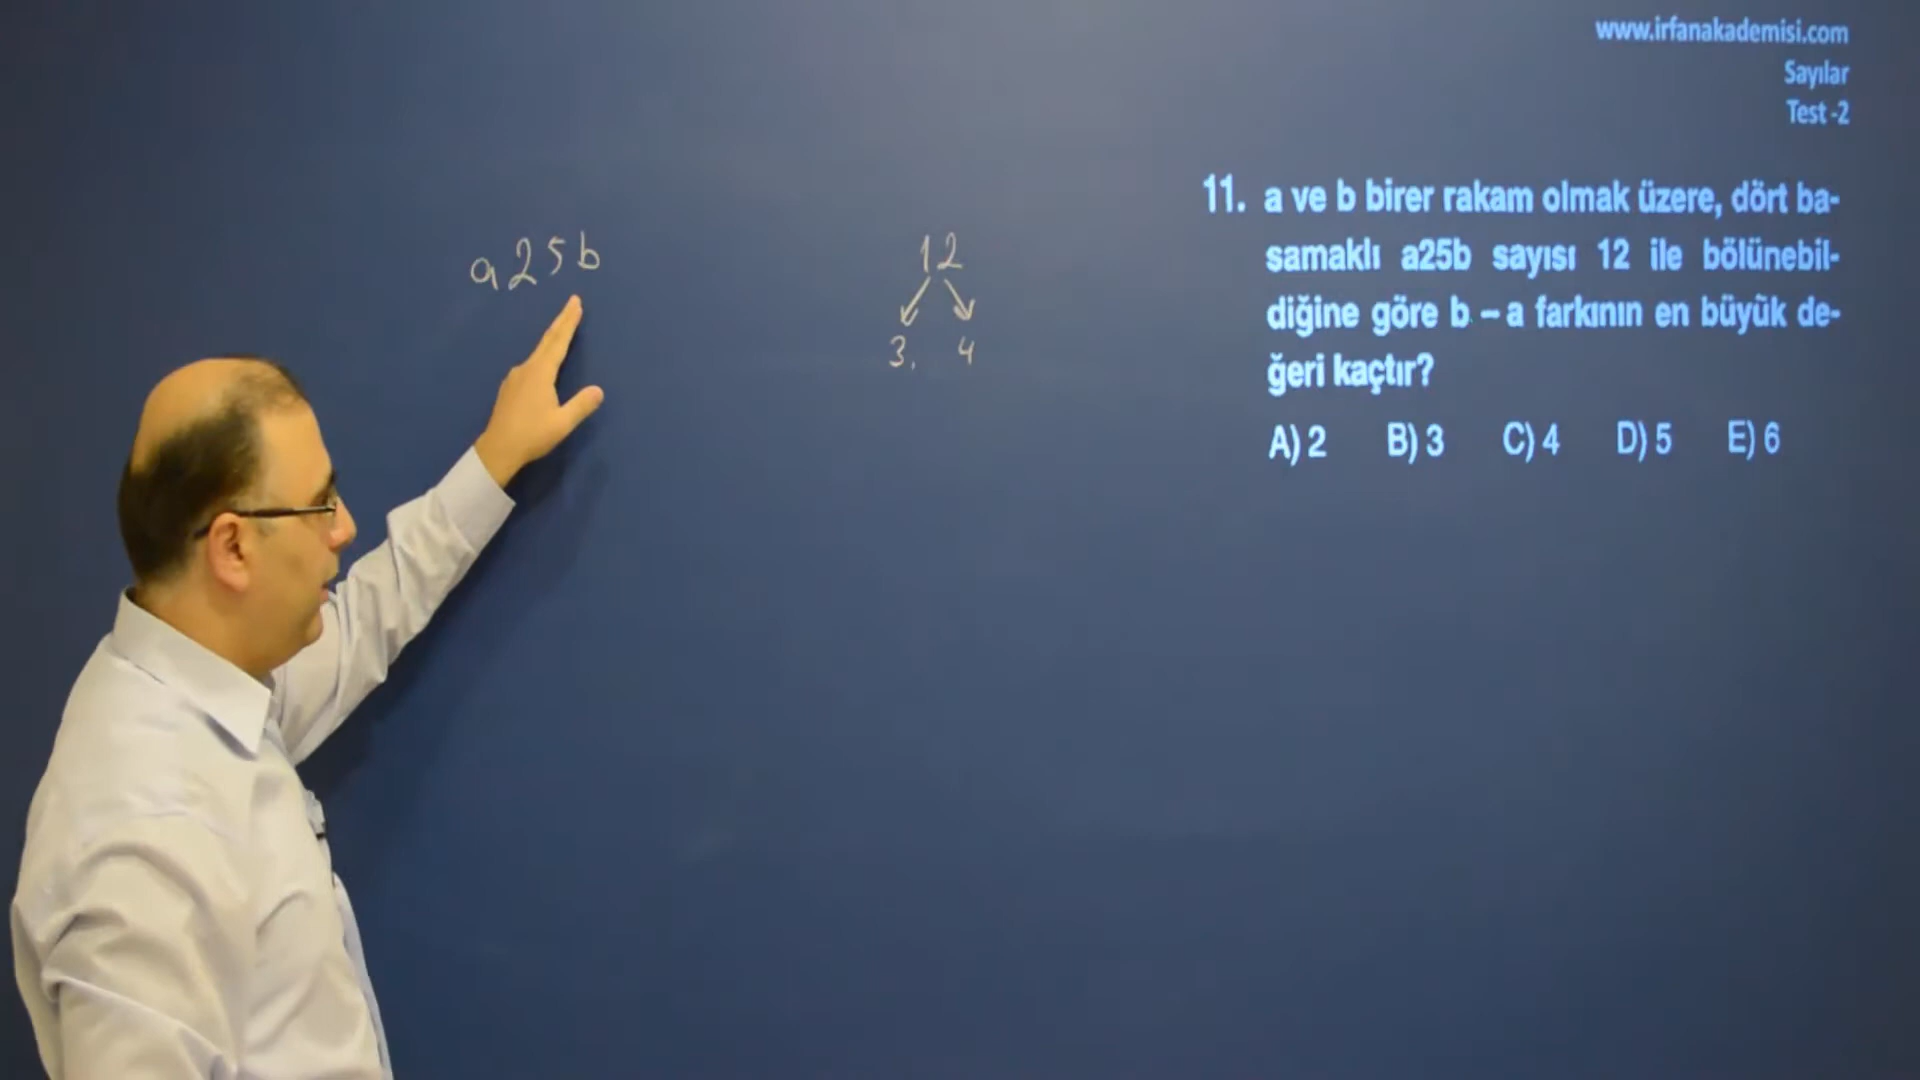 www.irfanakademisi.com
Sayılar
Test -2
11. a ve b birer rakam olmak üzere, dört ba-
samaklı a25b sayısı 12 ile bölünebil-
diğine göre b – a farkının en büyük de-
ğeri kaçtır?
A) 2 B) 3 C) 4 D) 5 E) 6
a25b
12
3, 4